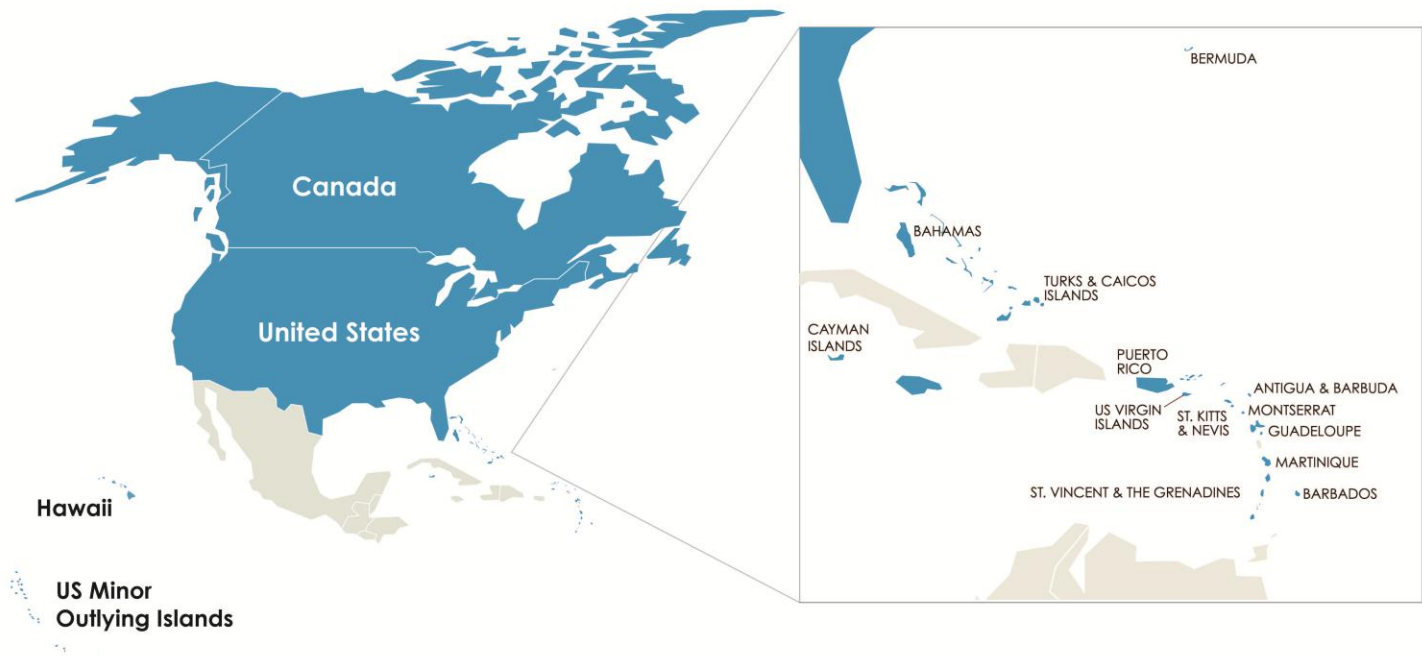 Canada
United States
Hawaii
US Minor
Outlying Islands
BERMUDA
BAHAMAS
TURKS & CAICOS
ISLANDS
CAYMAN
ISLANDS
PUERTO
RICO
US VIRGIN
ISLANDS
ST. KITTS
& NEVIS
ANTIGUA & BARBUDA
MONTSERRAT
GUADELOUPE
MARTINIQUE
ST. VINCENT & THE GRENADINES
BARBADOS